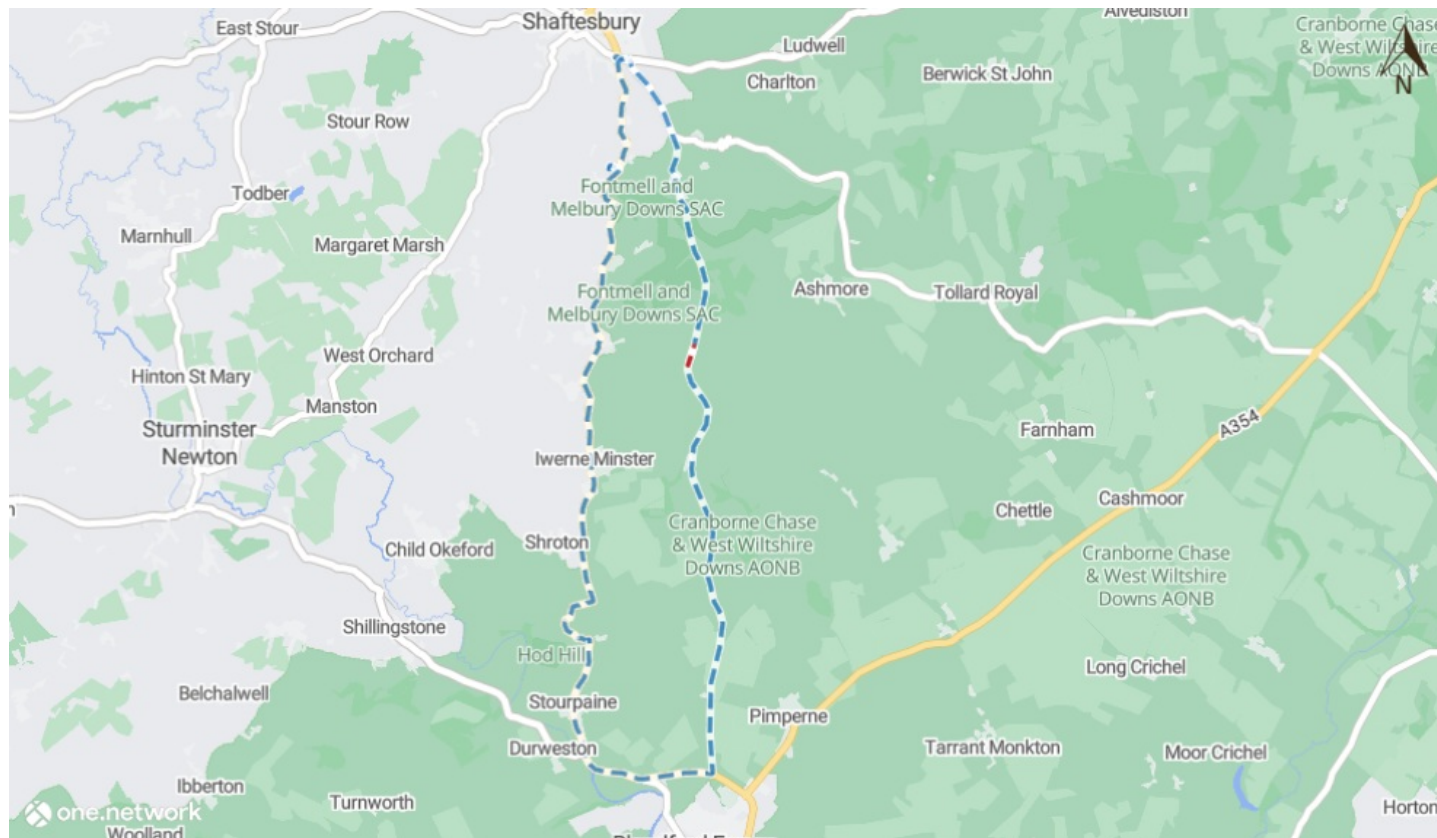 Shaftesbury
East Stour
Alvediston
Cranborne Chase
& West Wiltshire
Downs AONB
N
Ludwell
Charlton
Berwick St John
Stour Row
Todber
Fontmell and
Melbury Downs SAC
Marnhull
Margaret Marsh
Ashmore
Tollard Royal
Fontmell and
Melbury Downs SAC
West Orchard
Hinton St Mary
Manston
Sturminster
Newton
Farnham
A354
Iwerne Minster
Cashmoor
Chettle
Cranborne Chase
& West Wiltshire
Downs AONB
Shroton
Child Okeford
Cranborne Chase
& West Wiltshire
Downs AONB
Shillingstone
Hod Hill
Long Crichel
Belchalwell
Stourpaine
Pimperne
Durweston
Tarrant Monkton
Moor Crichel
Ibberton
Turnworth
Horton
one.network
Woolland